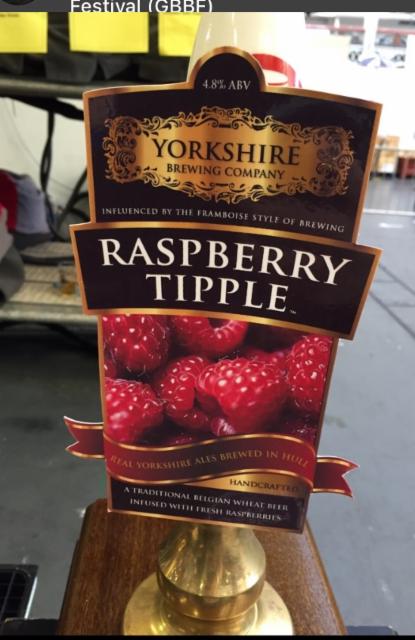 Festival (GBBF)
4.8% ABV
YORKSHIRE
BREWING COMPANY
INFLUENCED BY THE FRAMBOISE STYLE OF BREWING
RASPBERRY
TIPPLE™
REAL YORKSHIRE ALES BREWED IN HULL
HANDCRAFTED
A TRADITIONAL BELGIAN WHEAT BEER
INFUSED WITH FRESH RASPBERRIES